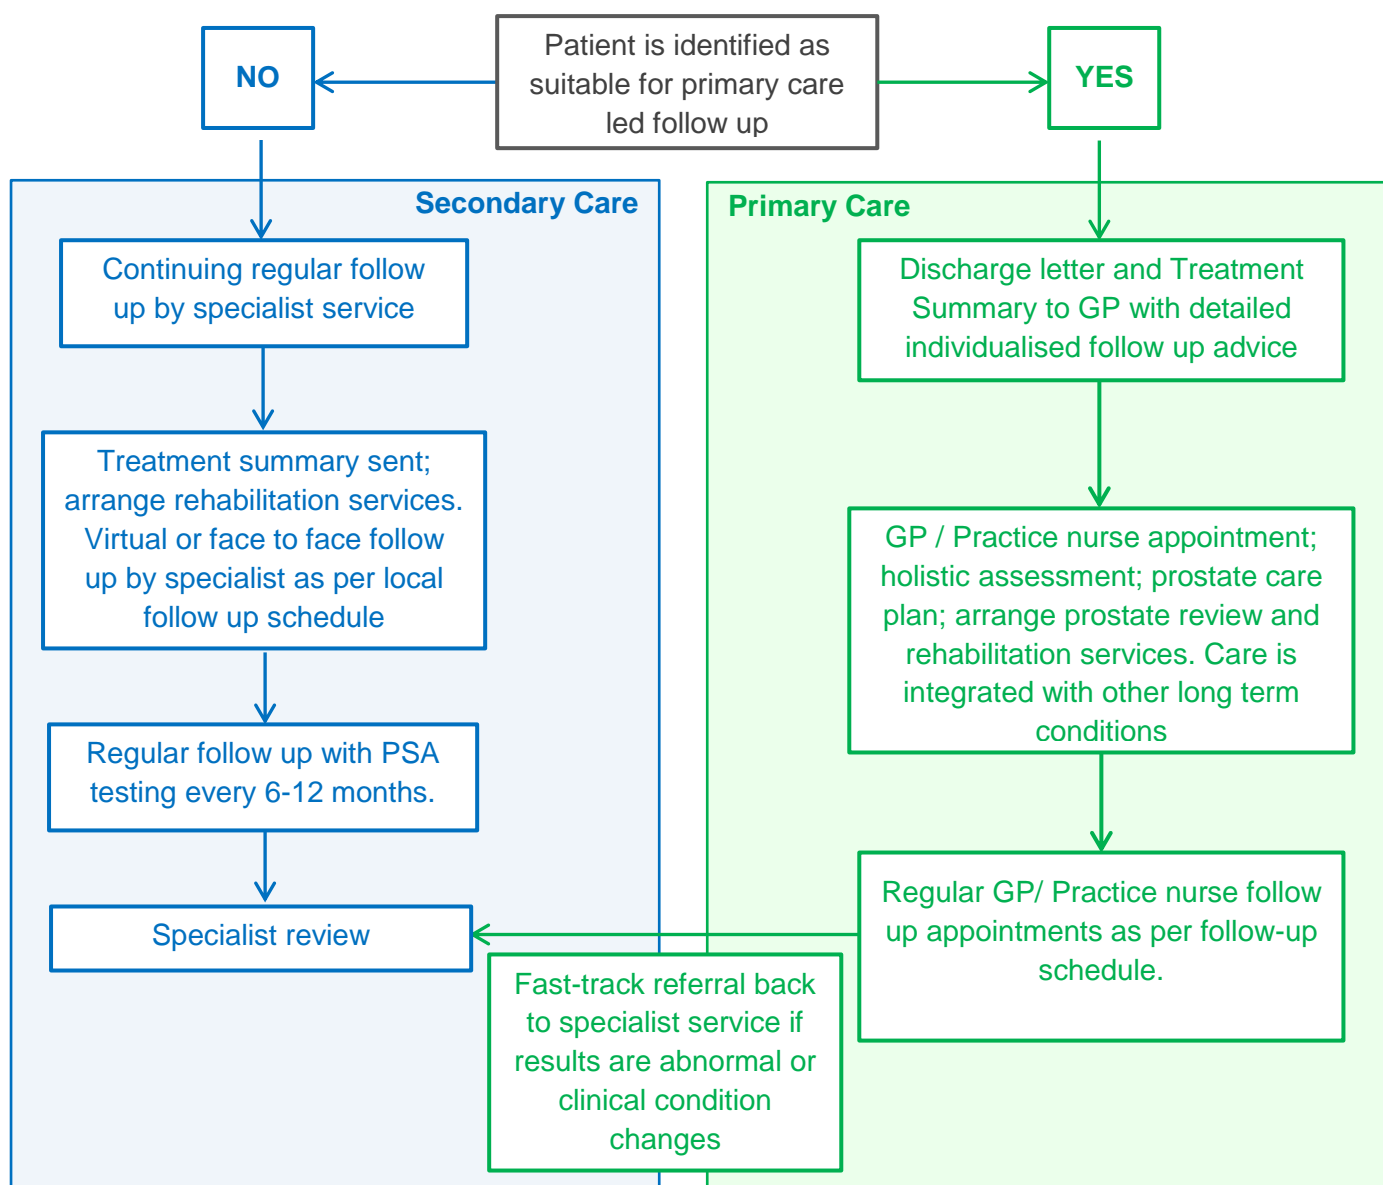 Patient is identified as
suitable for primary care
led follow up
NO
YES
Secondary Care
Continuing regular follow
up by specialist service
Treatment summary sent;
arrange rehabilitation services.
Virtual or face to face follow
up by specialist as per local
follow up schedule
Regular follow up with PSA
testing every 6-12 months.
Specialist review
Primary Care
Discharge letter and Treatment
Summary to GP with detailed
individualised follow up advice
GP / Practice nurse appointment;
holistic assessment; prostate care
plan; arrange prostate review and
rehabilitation services. Care is
integrated with other long term
conditions
Regular GP/ Practice nurse follow
up appointments as per follow-up
schedule.
Fast-track referral back
to specialist service if
results are abnormal or
clinical condition
changes